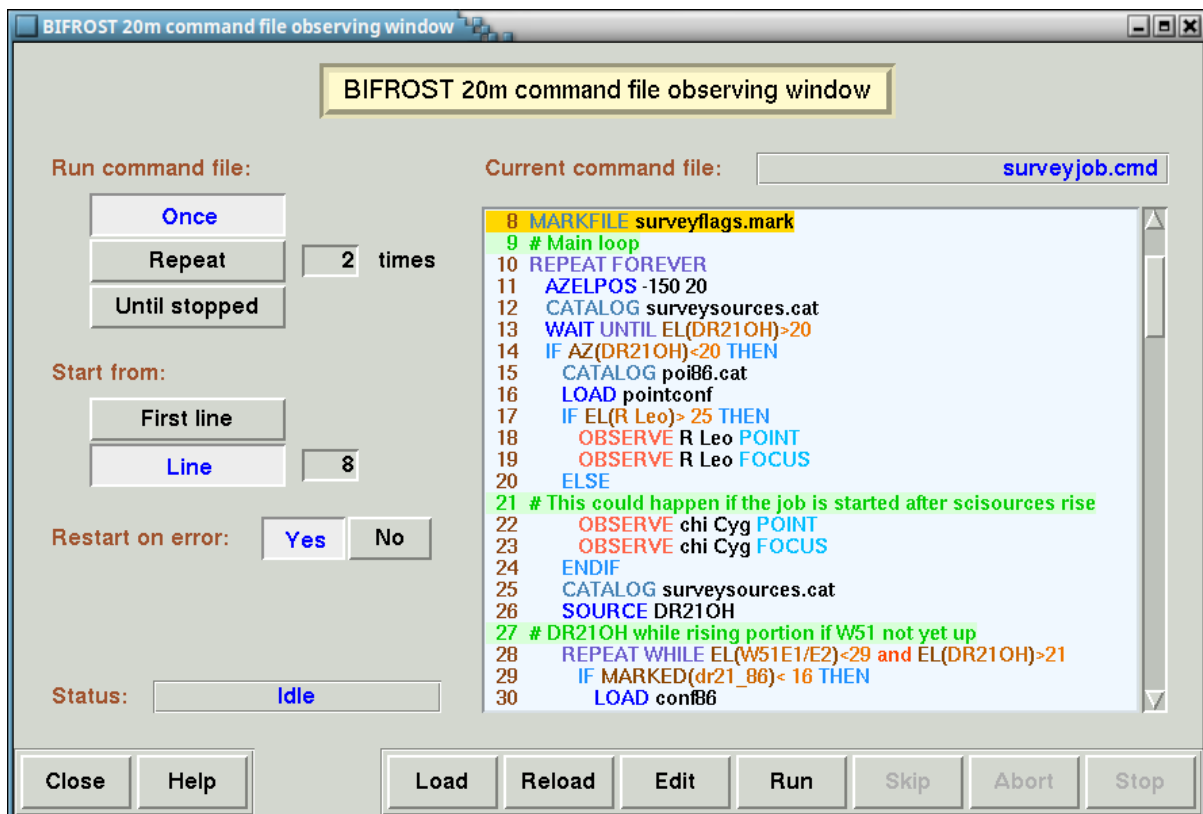 BIFROST 20m command file observing window
BIFROST 20m command file observing window
Run command file:
Once
Repeat 2 times
Until stopped
Start from:
First line
Line 8
Restart on error: Yes No
Status: Idle
Current command file: surveyjob.cmd
8 MARKFILE surveyflags.mark
9 # Main loop
10 REPEAT FOREVER
11 AZELPOS -150 20
12 CATALOG surveysources.cat
13 WAIT UNTIL EL(DR21OH)>20
14 IF AZ(DR21OH)<20 THEN
15 CATALOG poi86.cat
16 LOAD pointconf
17 IF EL(R Leo)> 25 THEN
18 OBSERVE R Leo POINT
19 OBSERVE R Leo FOCUS
20 ELSE
21 # This could happen if the job is started after scisources rise
22 OBSERVE chi Cyg POINT
23 OBSERVE chi Cyg FOCUS
24 ENDIF
25 CATALOG surveysources.cat
26 SOURCE DR21OH
27 # DR21OH while rising portion if W51 not yet up
28 REPEAT WHILE EL(W51E1/E2)<29 and EL(DR21OH)>21
29 IF MARKED(dr21_86)< 16 THEN
30 LOAD conf86
Close Help Load Reload Edit Run Skip Abort Stop